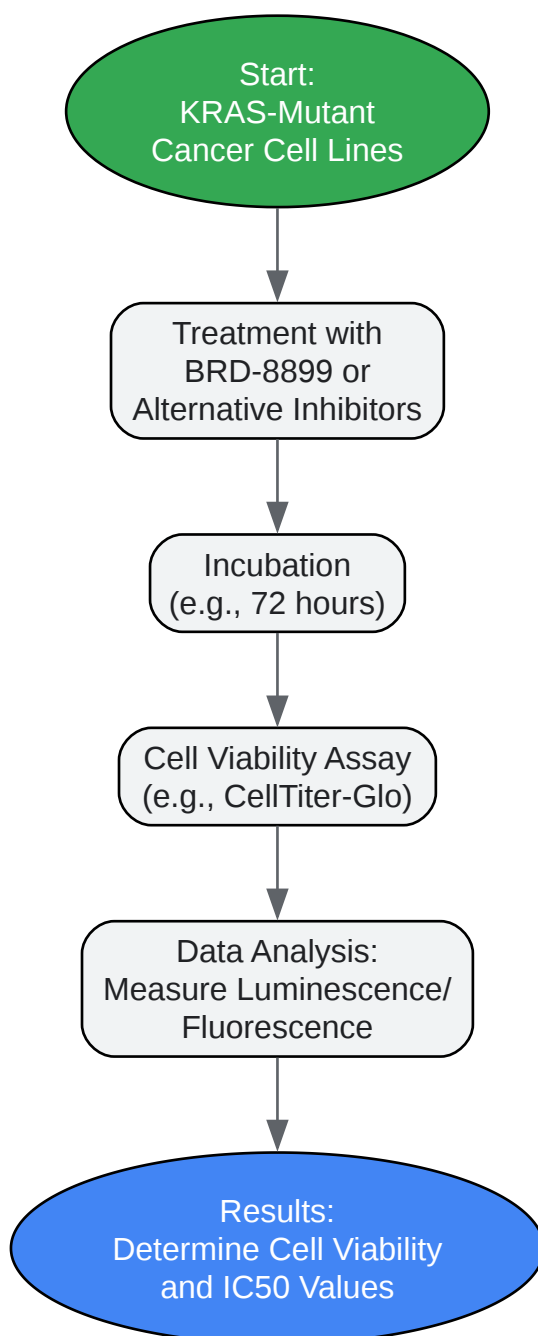 Start:
KRAS-Mutant
Cancer Cell Lines
Treatment with
BRD-8899 or
Alternative Inhibitors
Incubation
(e.g., 72 hours)
Cell Viability Assay
(e.g., CellTiter-Glo)
Data Analysis:
Measure Luminescence/
Fluorescence
Results:
Determine Cell Viability
and IC50 Values